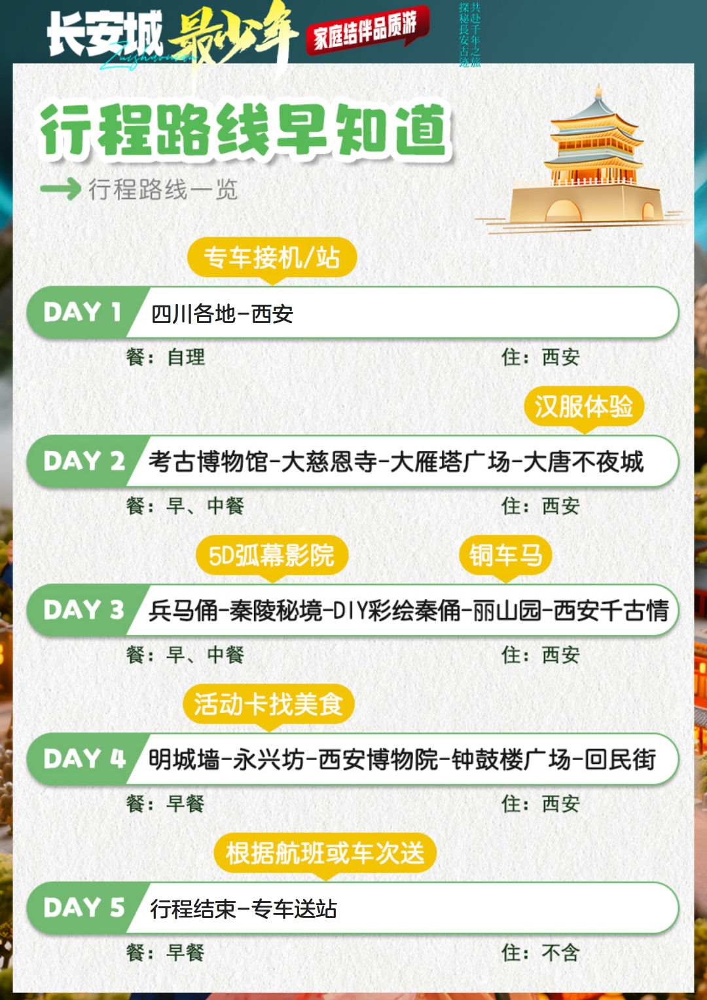 长安城最少年
Zuishaonian
家庭结伴品质游
共赴千年之旅
探秘長安古迹
行程路线早知道
行程路线一览
专车接机/站
DAY 1 四川各地-西安
餐：自理 住：西安
汉服体验
DAY 2 考古博物馆-大慈恩寺-大雁塔广场-大唐不夜城
餐：早、中餐 住：西安
5D弧幕影院 铜车马
DAY 3 兵马俑-秦陵秘境-DIY彩绘秦俑-丽山园-西安千古情
餐：早、中餐 住：西安
活动卡找美食
DAY 4 明城墙-永兴坊-西安博物院-钟鼓楼广场-回民街
餐：早餐 住：西安
根据航班或车次送
DAY 5 行程结束-专车送站
餐：早餐 住：不含